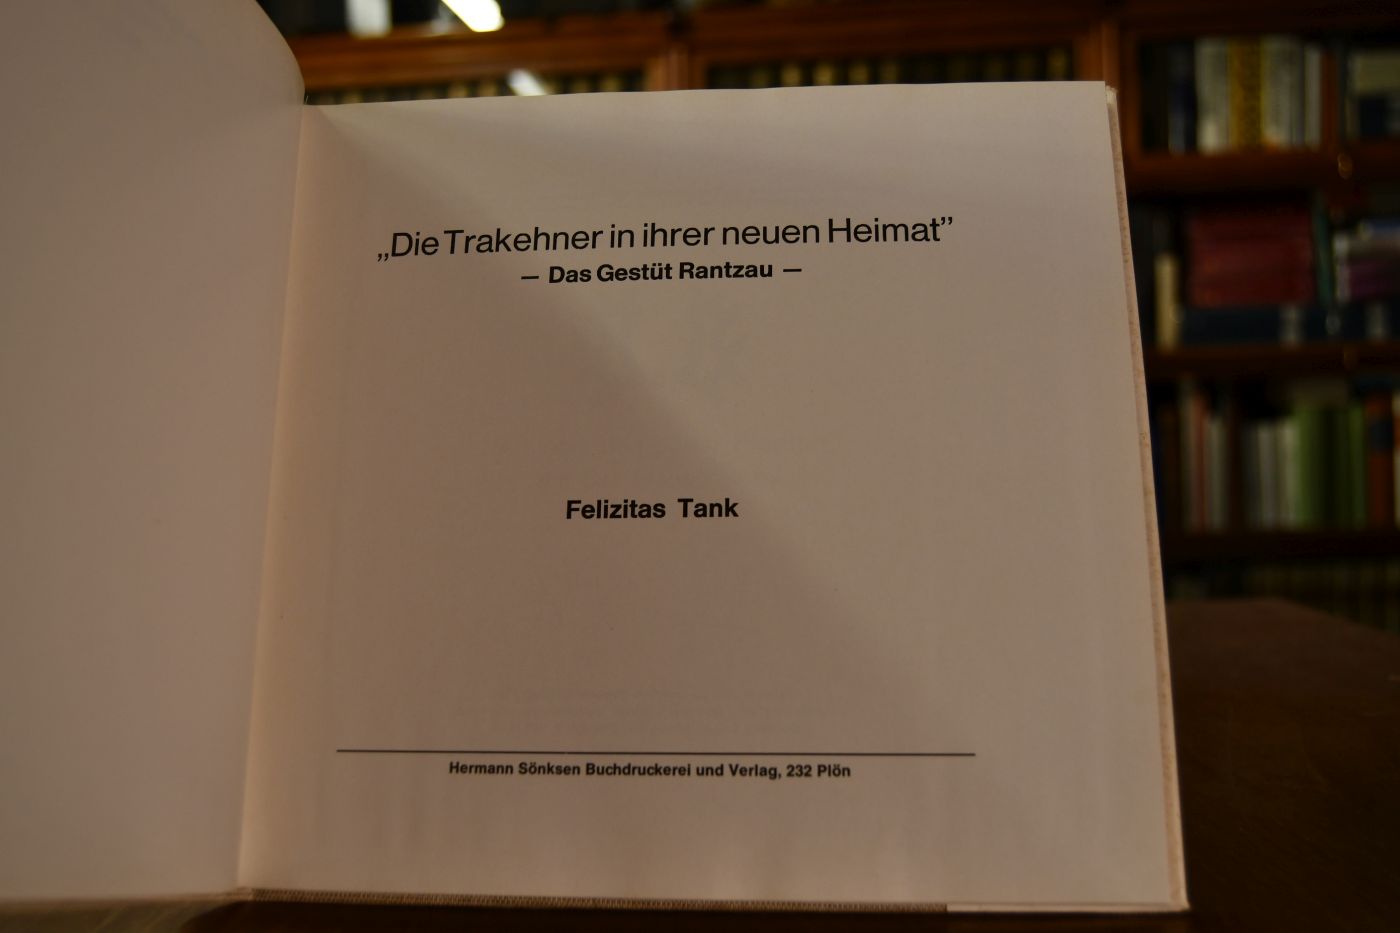 „Die Trakehner in ihrer neuen Heimat”
— Das Gestüt Rantzau —
Felizitas Tank
Hermann Sönksen Buchdruckerei und Verlag, 232 Plön